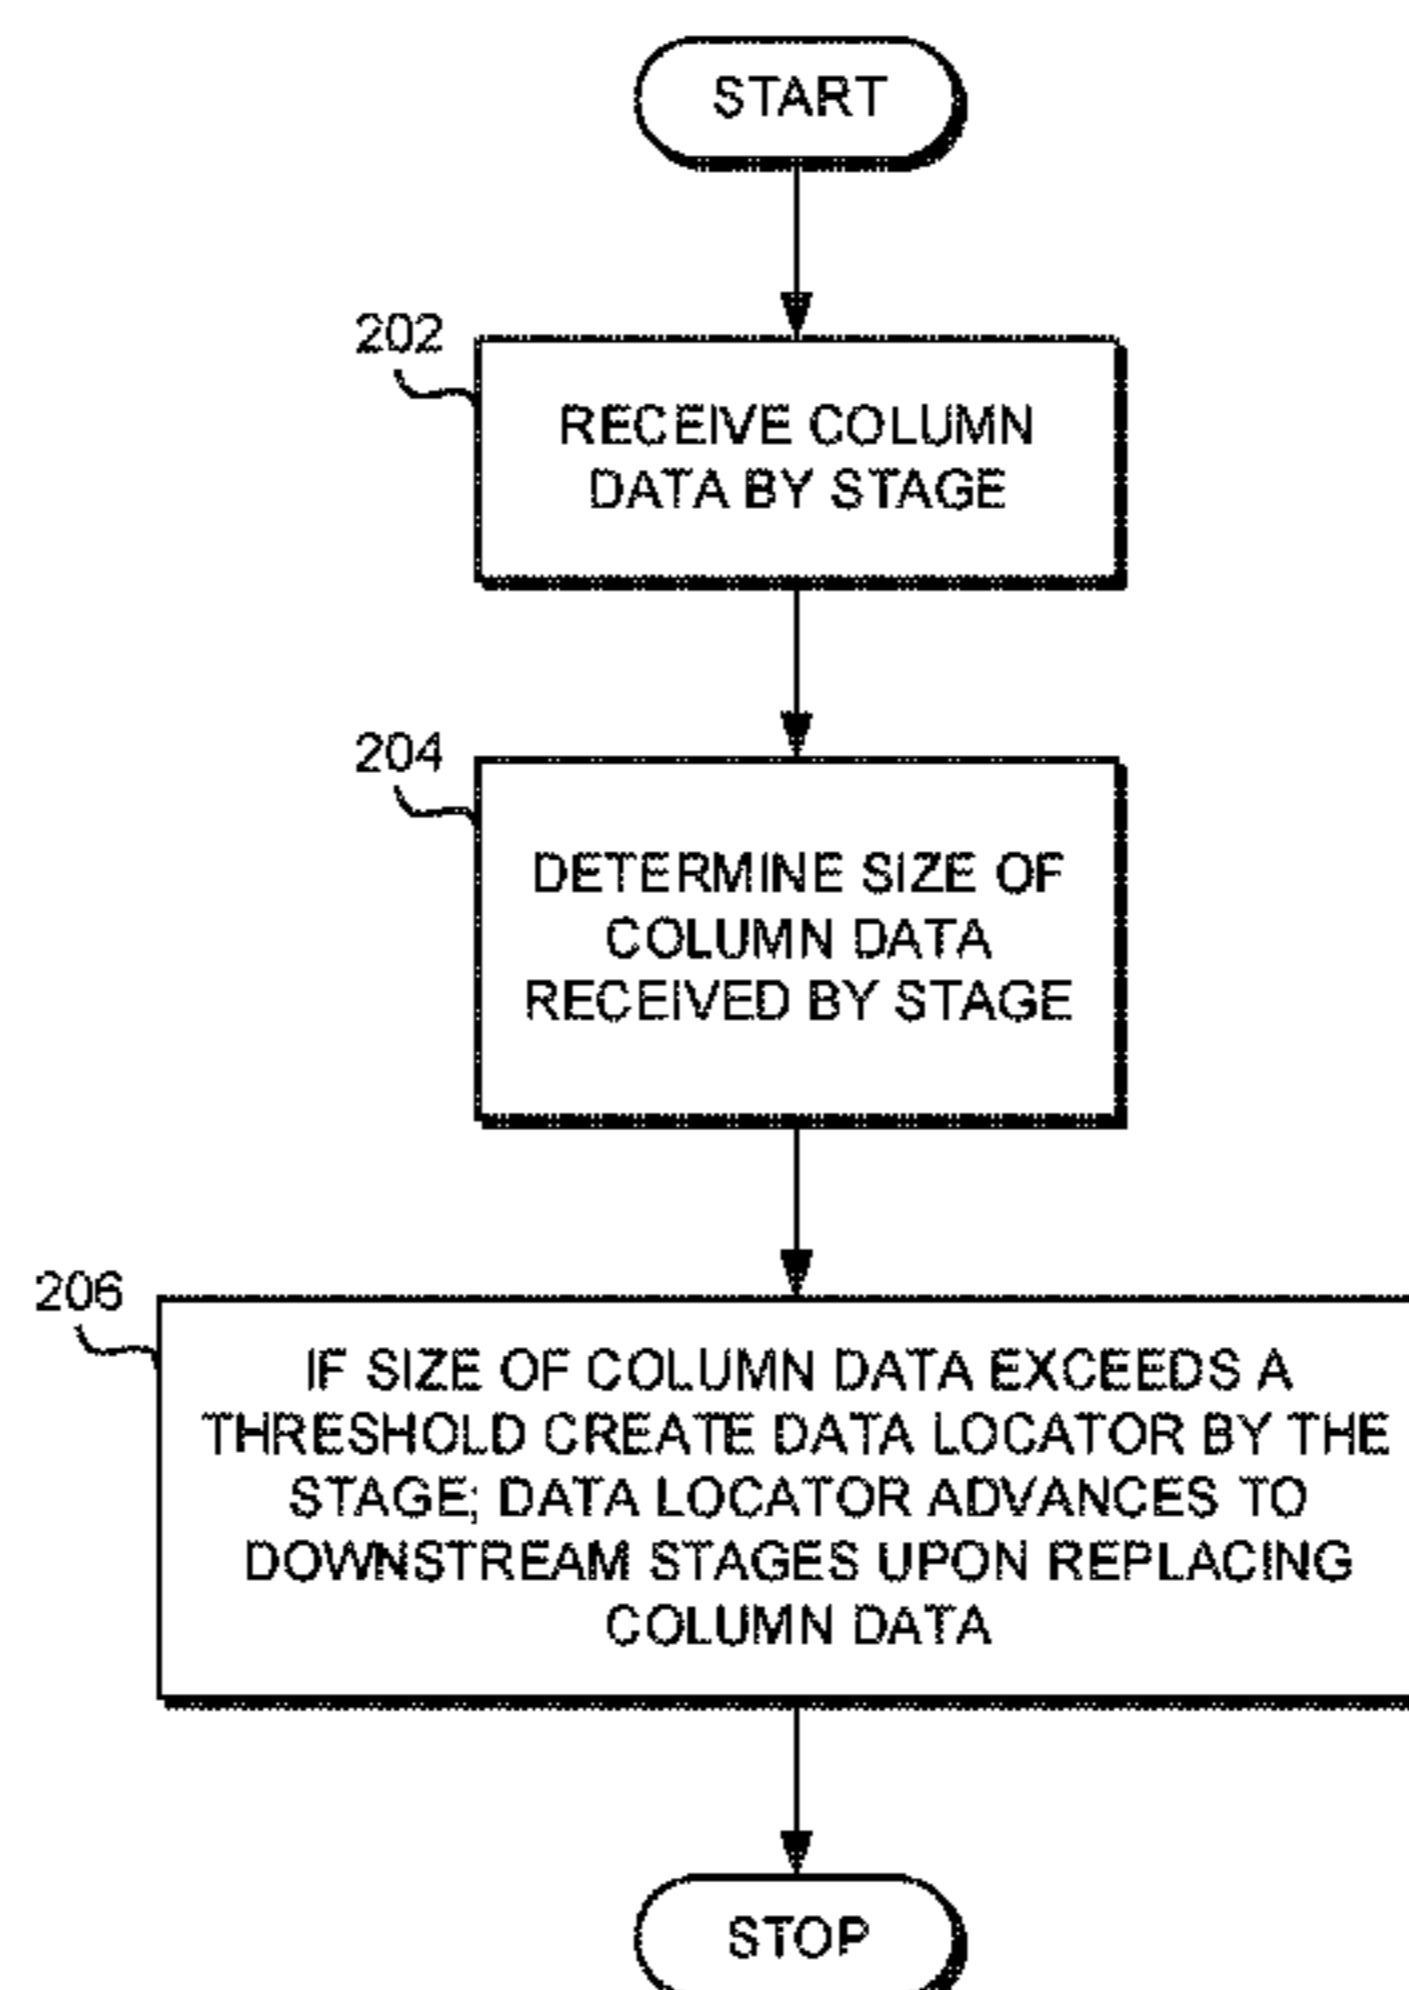 START
202
RECEIVE COLUMN
DATA BY STAGE
204
DETERMINE SIZE OF
COLUMN DATA
RECEIVED BY STAGE
206
IF SIZE OF COLUMN DATA EXCEEDS A
THRESHOLD CREATE DATA LOCATOR BY THE
STAGE; DATA LOCATOR ADVANCES TO
DOWNSTREAM STAGES UPON REPLACING
COLUMN DATA
STOP